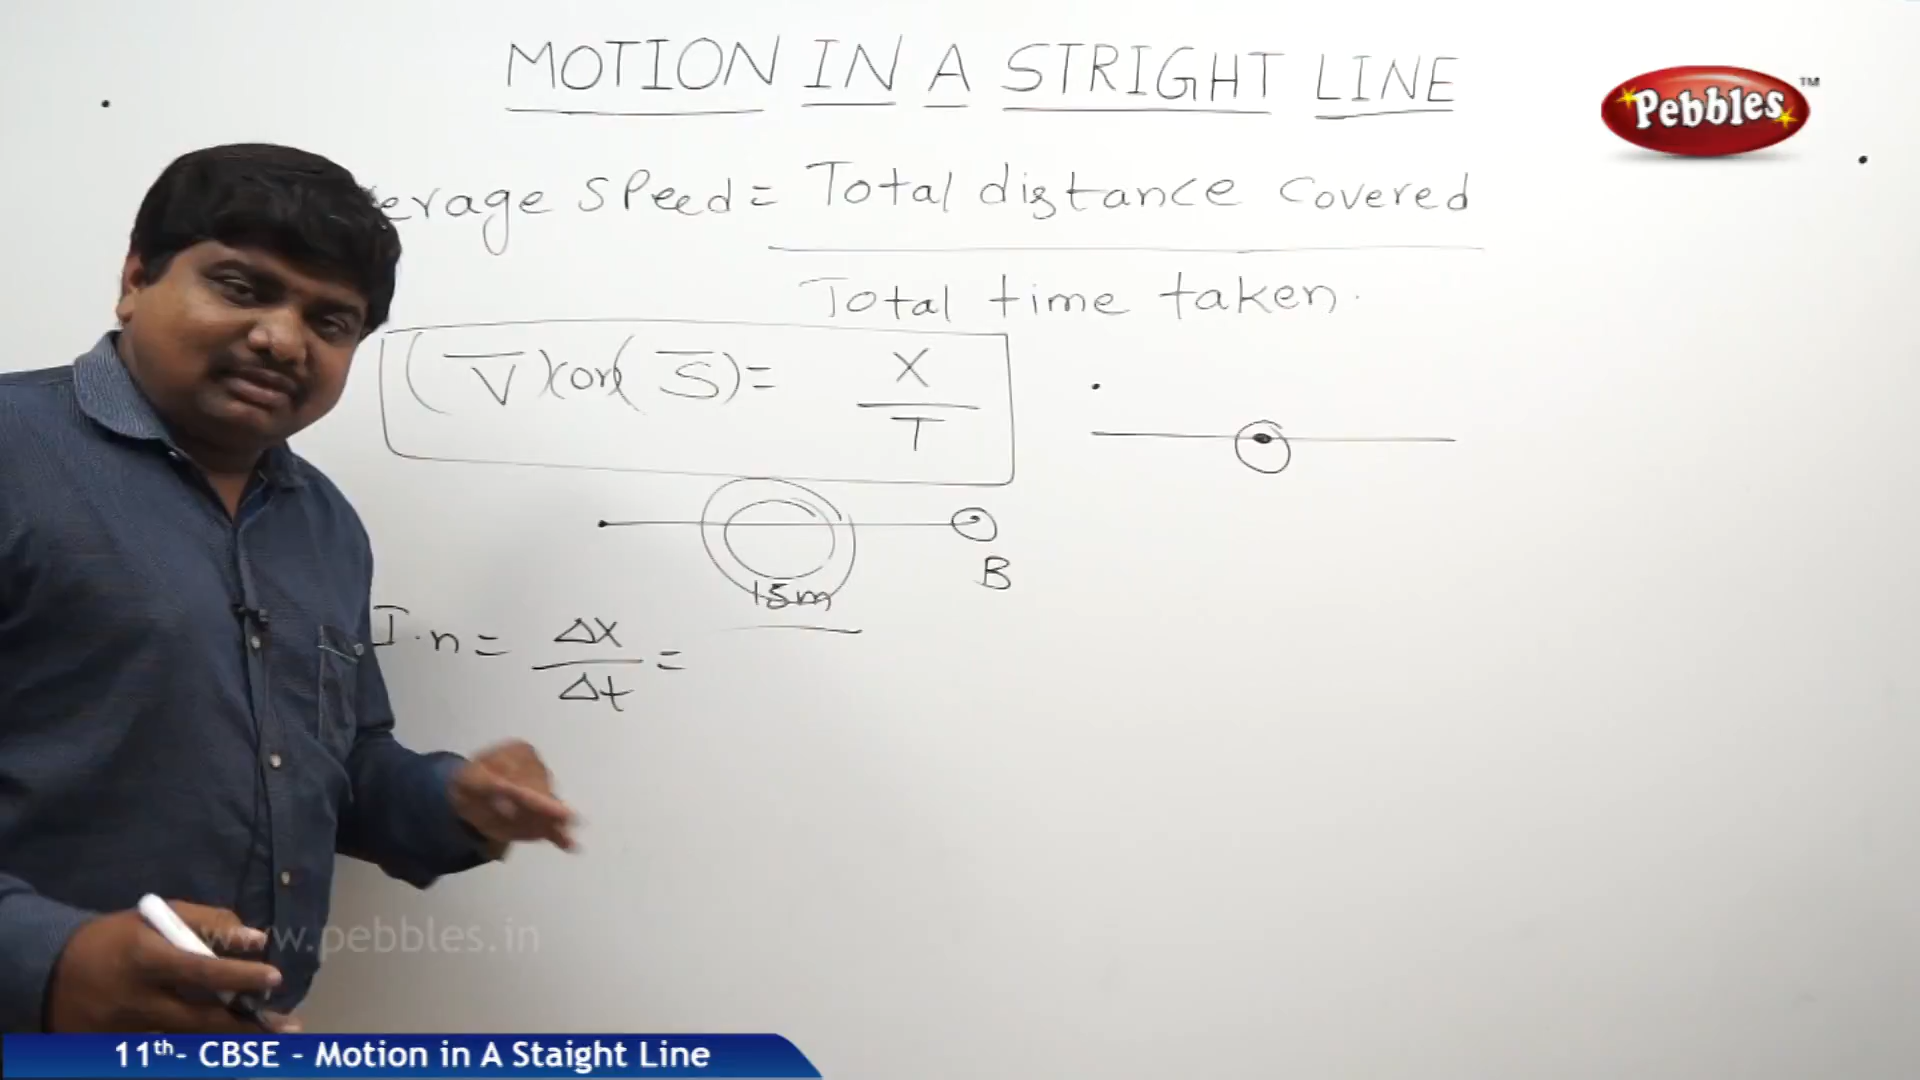 MOTION IN A STRIGHT LINE
Pebbles TM
erage Speed = Total distance covered
Total time taken.
(V) (or) (S) = X
T
B
15m
I.n = Δx =
Δt
www.pebbles.in
11th- CBSE - Motion in A Staight Line